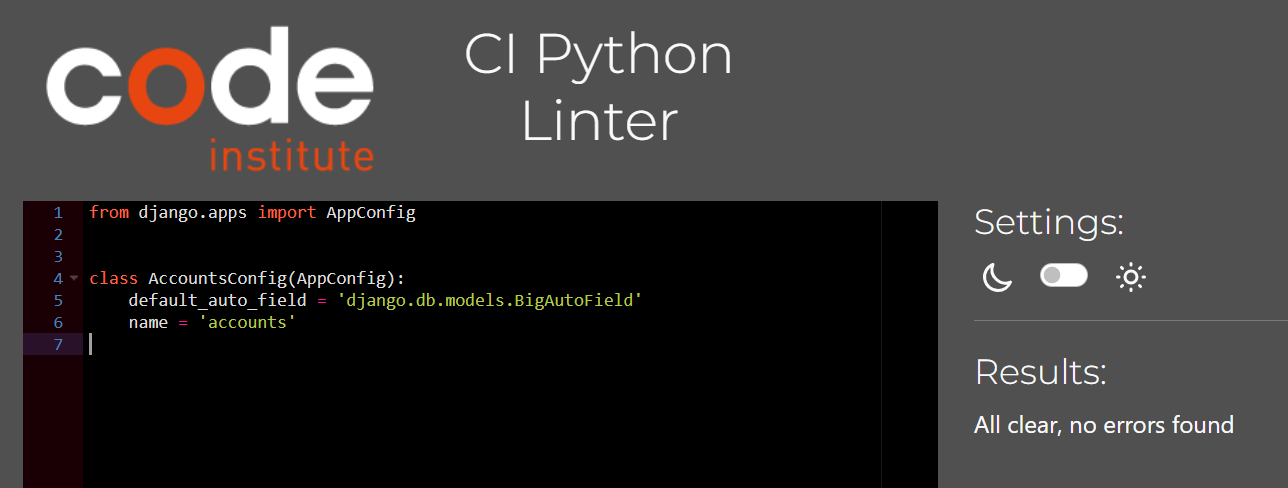 code
institute
CI Python
Linter
1 from django.apps import AppConfig
2
3
4 class AccountsConfig(AppConfig):
5     default_auto_field = 'django.db.models.BigAutoField'
6     name = 'accounts'
7
Settings:
Results:
All clear, no errors found